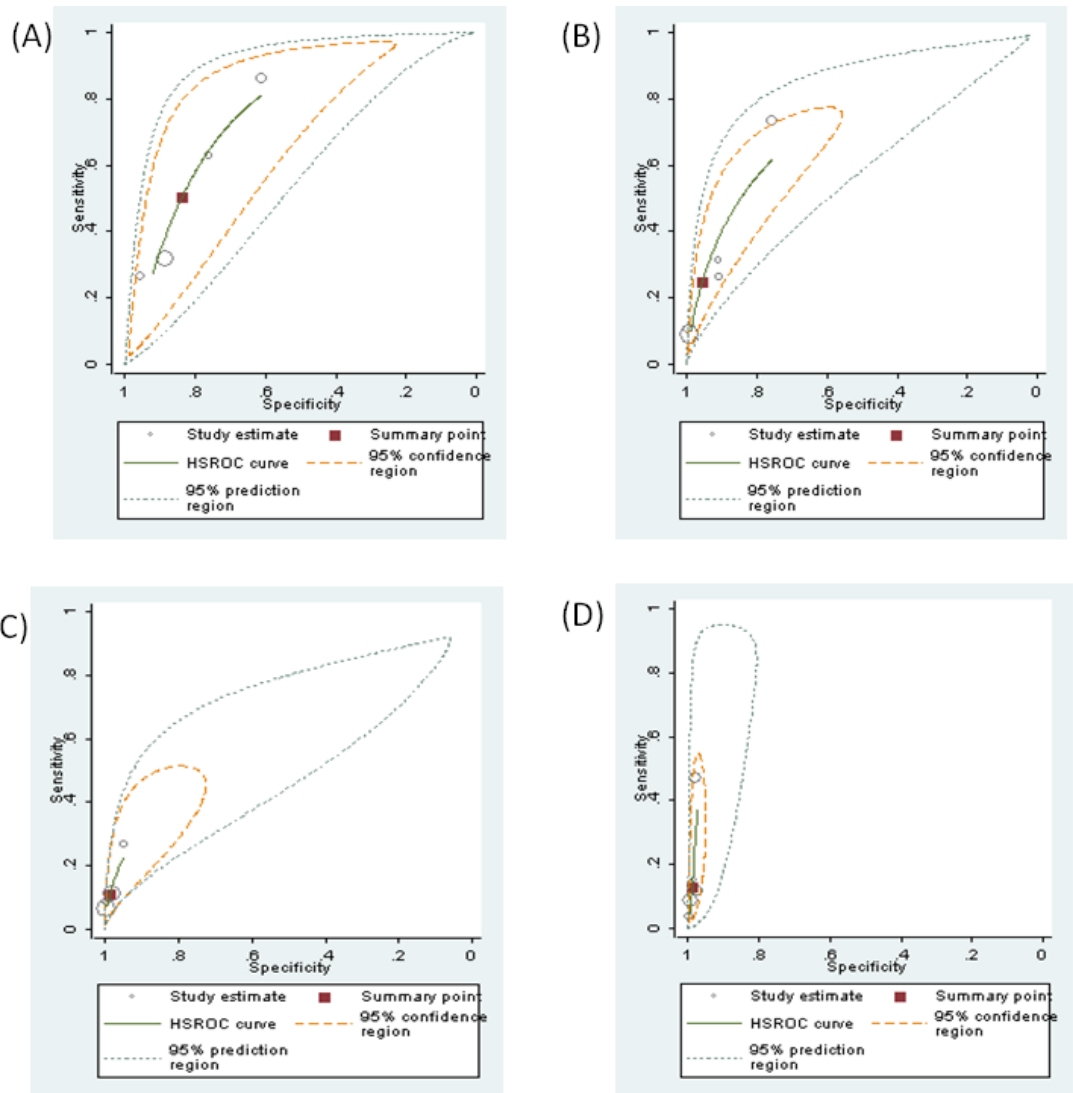 (A)
1
.8
.6
.4
.2
0
Sensitivity
1 .8 .6 .4 .2 0
Specificity
Study estimate Summary point
HSROC curve 95% confidence
region
95% prediction
region
(B)
1
.8
.6
.4
.2
0
Sensitivity
1 .8 .6 .4 .2 0
Specificity
Study estimate Summary point
HSROC curve 95% confidence
region
95% prediction
region
C)
1
.8
.6
.4
.2
0
Sensitivity
1 .8 .6 .4 .2 0
Specificity
Study estimate Summary point
HSROC curve 95% confidence
region
95% prediction
region
(D)
1
.8
.6
.4
.2
0
Sensitivity
1 .8 .6 .4 .2 0
Specificity
Study estimate Summary point
HSROC curve 95% confidence
region
95% prediction
region